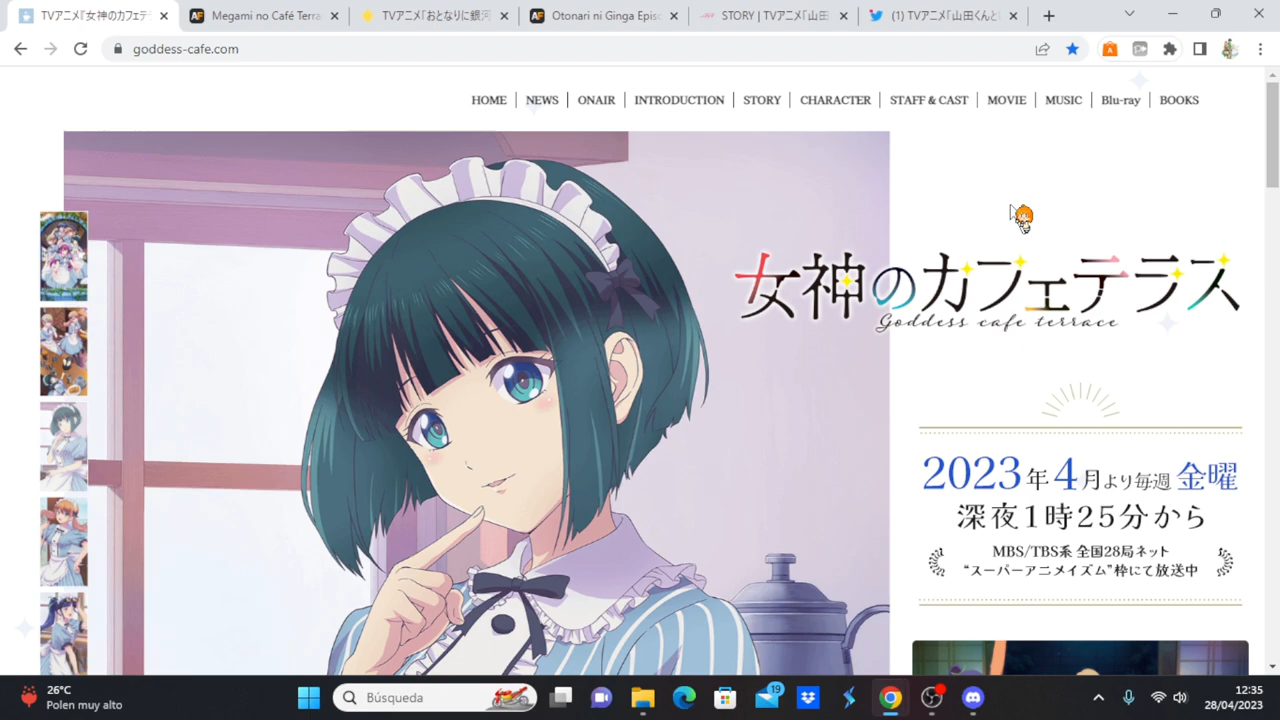 TVアニメ『女神のカフェテラ
Megami no Café Terra
TVアニメ『おとなりに銀河
Otonari ni Ginga Episo
STORY | TVアニメ『山田
(1) TVアニメ『山田くんと
goddess-cafe.com
HOME
NEWS
ONAIR
INTRODUCTION
STORY
CHARACTER
STAFF & CAST
MOVIE
MUSIC
Blu-ray
BOOKS
女神のカフェテラス
Goddess cafe terrace
2023年4月より毎週 金曜
深夜1時25分から
MBS/TBS系 全国28局ネット
“スーパーアニメイズム”枠にて放送中
26°C
Polen muy alto
Búsqueda
19
12:35
28/04/2023